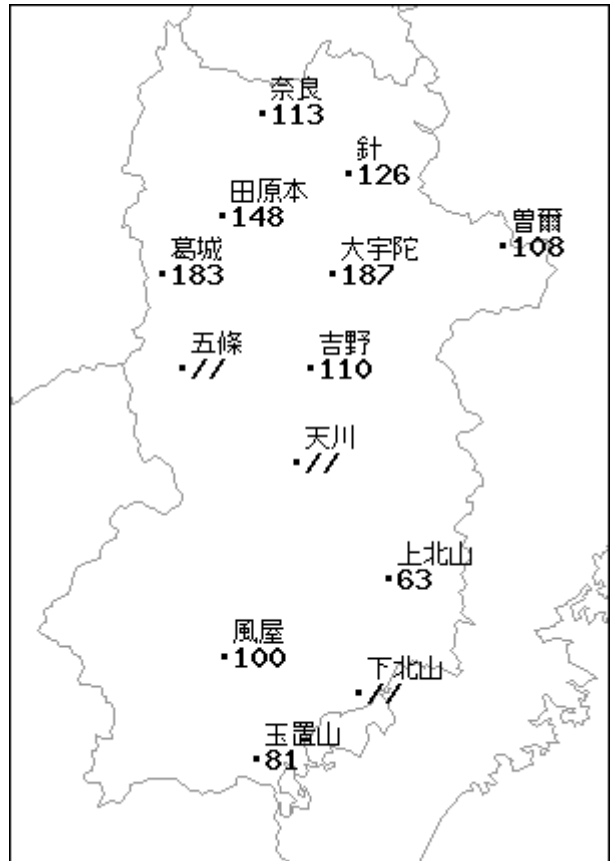 奈良
113
針
126
田原本
148
曽爾
108
葛城
183
大宇陀
187
五條
//
吉野
110
天川
//
上北山
63
風屋
100
下北山
//
玉置山
81